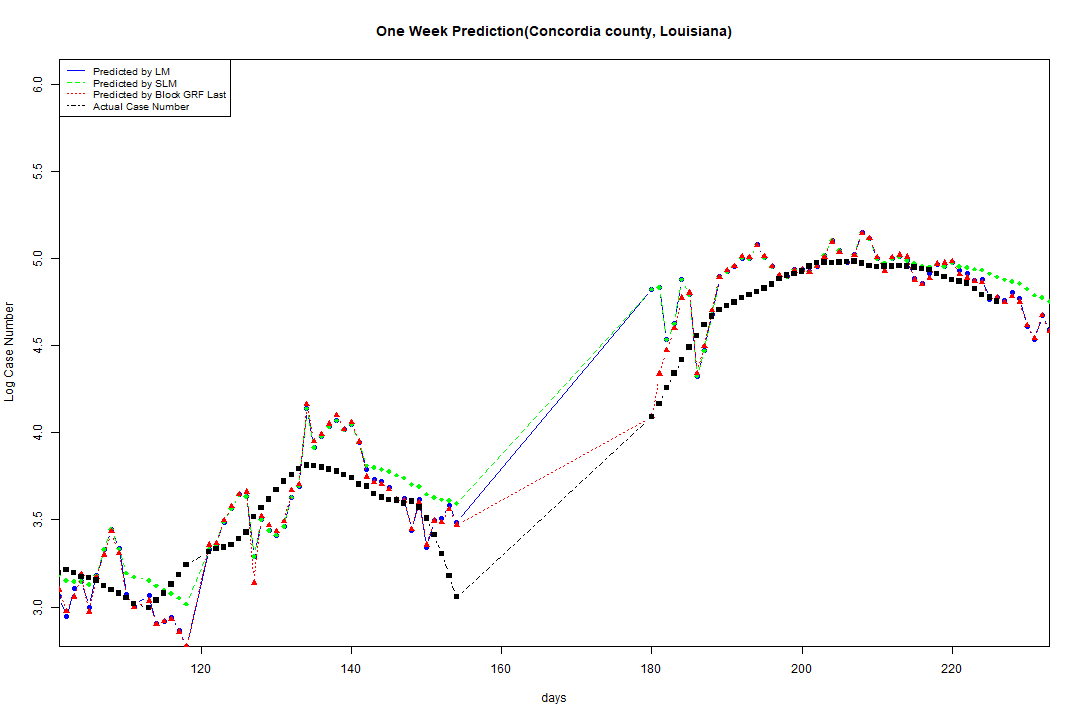 One Week Prediction(Concordia county, Louisiana)
Predicted by LM
Predicted by SLM
Predicted by Block GRF Last
Actual Case Number
6.0
5.5
5.0
4.5
4.0
3.5
3.0
Log Case Number
120 140 160 180 200 220
days